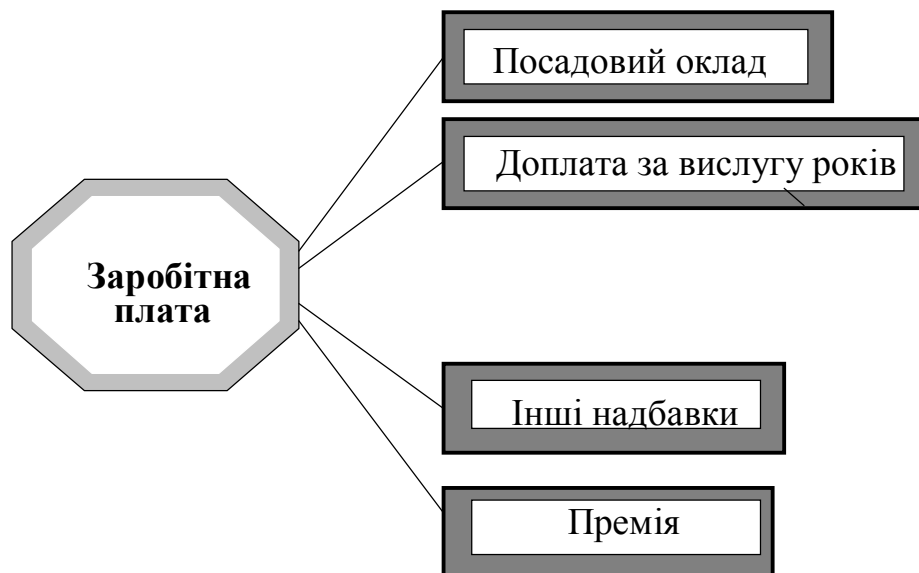 Посадовий оклад
Доплата за вислугу років
Заробітна
плата
Інші надбавки
Премія